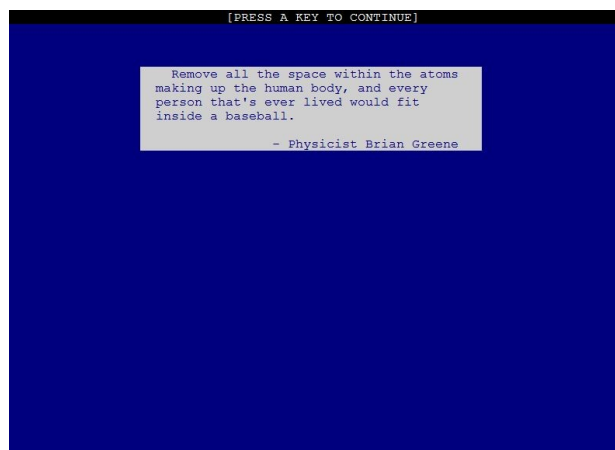 [PRESS A KEY TO CONTINUE]
Remove all the space within the atoms
making up the human body, and every
person that's ever lived would fit
inside a baseball.
- Physicist Brian Greene